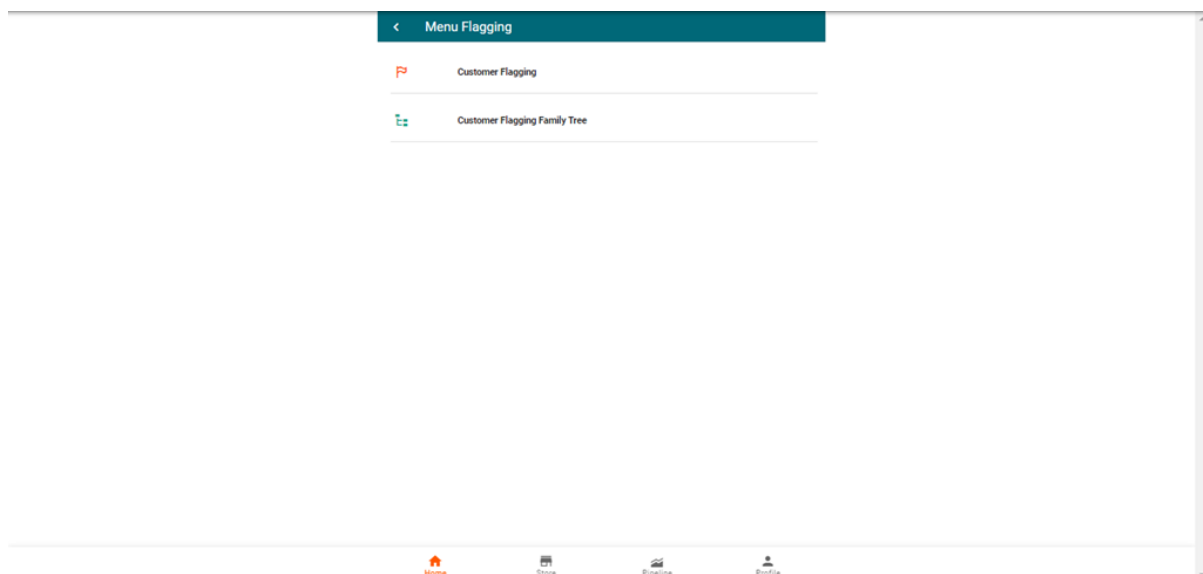 Menu Flagging
Customer Flagging
Customer Flagging Family Tree
Home
Store
Pipeline
Profile